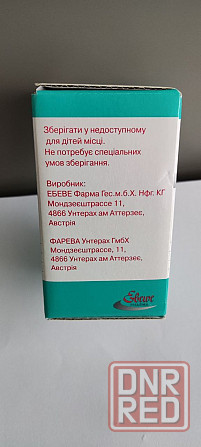 Зберігати у недоступному
для дітей місці.
Не потребує спеціальних
умов зберігання.
Виробник:
ЕБЕВЕ Фарма Гес.м.б.Х. Нфг. КГ
Мондзеєштрассе 11,
4866 Унтерах ам Аттерзеє,
Австрія
ФАРЕВА Унтерах ГмбХ
Мондзеєштрассе, 11,
4866 Унтерах ам Аттерзеє,
Австрія
Ebewe
DNR
RED